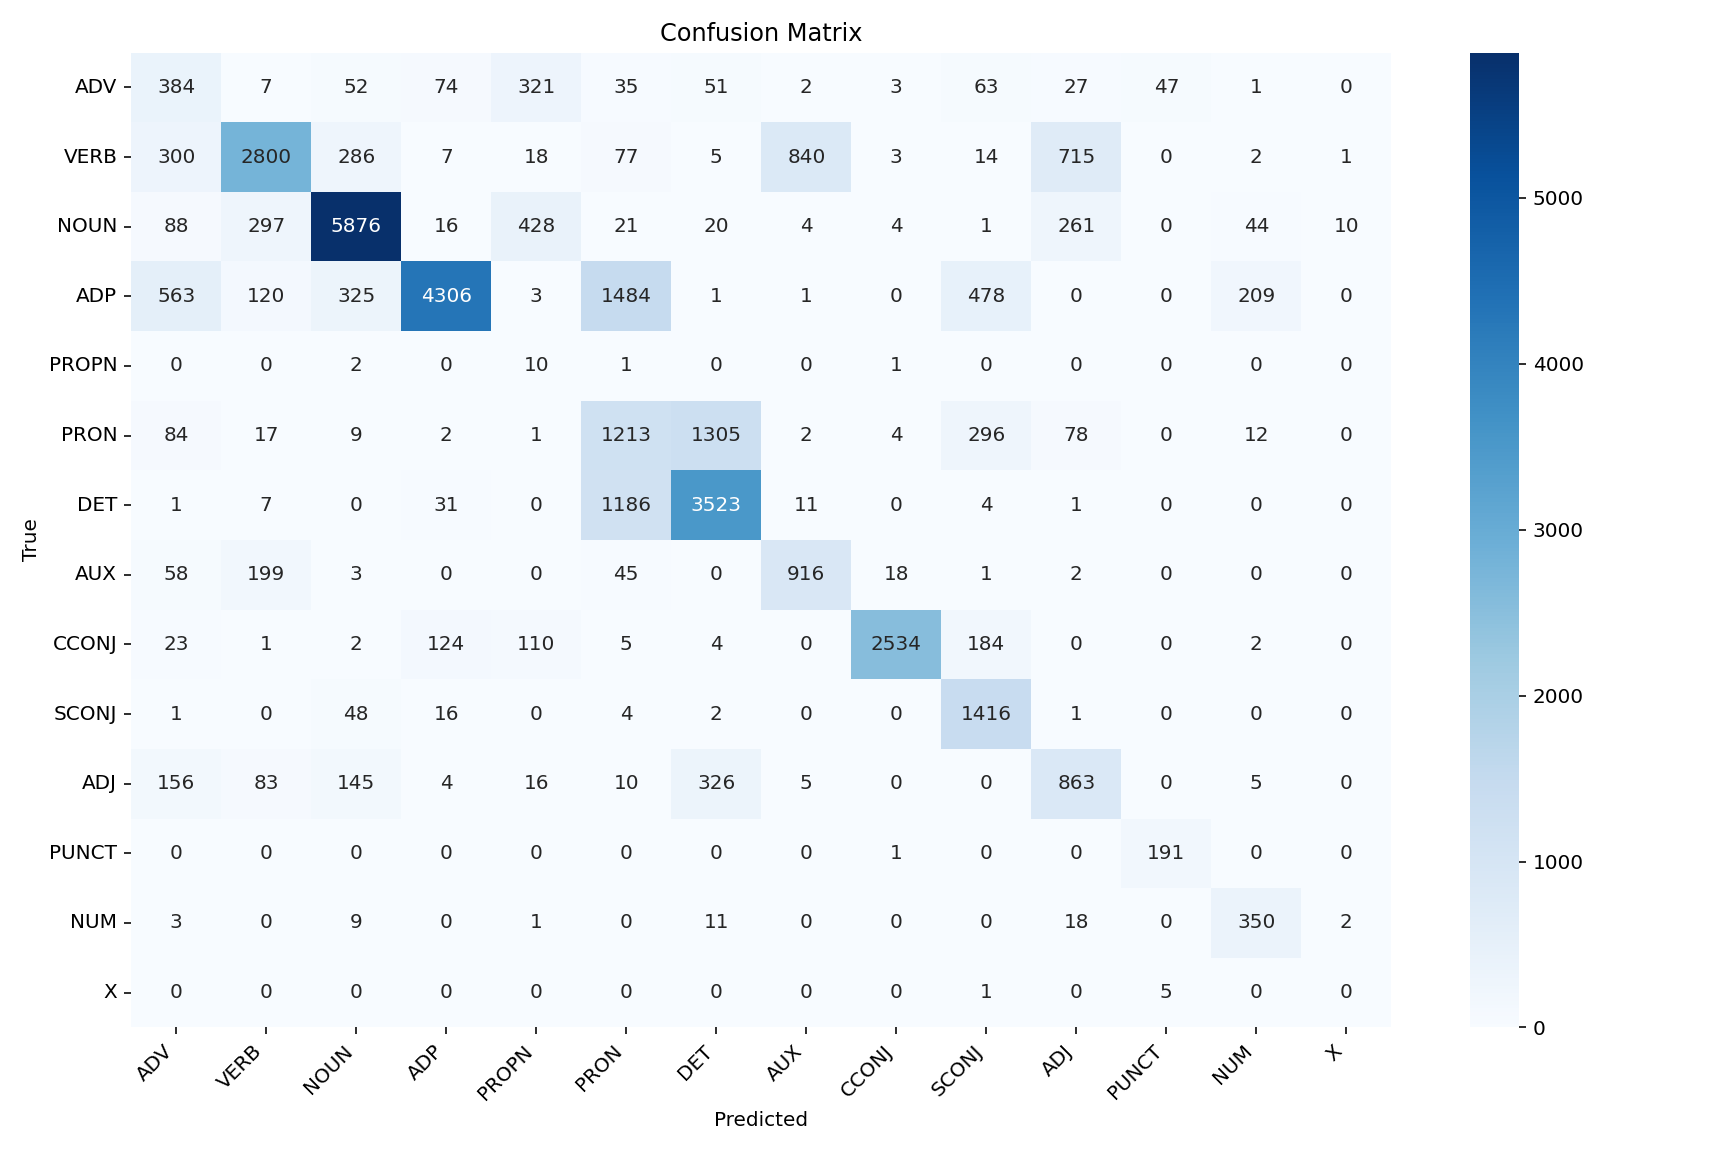 Confusion Matrix
ADV 384 7 52 74 321 35 51 2 3 63 27 47 1 0
VERB 300 2800 286 7 18 77 5 840 3 14 715 0 2 1
NOUN 88 297 5876 16 428 21 20 4 4 1 261 0 44 10
ADP 563 120 325 4306 3 1484 1 1 0 478 0 0 209 0
PROPN 0 0 2 0 10 1 0 0 1 0 0 0 0 0
PRON 84 17 9 2 1 1213 1305 2 4 296 78 0 12 0
DET 1 7 0 31 0 1186 3523 11 0 4 1 0 0 0
AUX 58 199 3 0 0 45 0 916 18 1 2 0 0 0
CCONJ 23 1 2 124 110 5 4 0 2534 184 0 0 2 0
SCONJ 1 0 48 16 0 4 2 0 0 1416 1 0 0 0
ADJ 156 83 145 4 16 10 326 5 0 0 863 0 5 0
PUNCT 0 0 0 0 0 0 0 0 1 0 0 191 0 0
NUM 3 0 9 0 1 0 11 0 0 0 18 0 350 2
X 0 0 0 0 0 0 0 0 0 1 0 5 0 0
ADV VERB NOUN ADP PROPN PRON DET AUX CCONJ SCONJ ADJ PUNCT NUM X
Predicted
True
5000
4000
3000
2000
1000
0